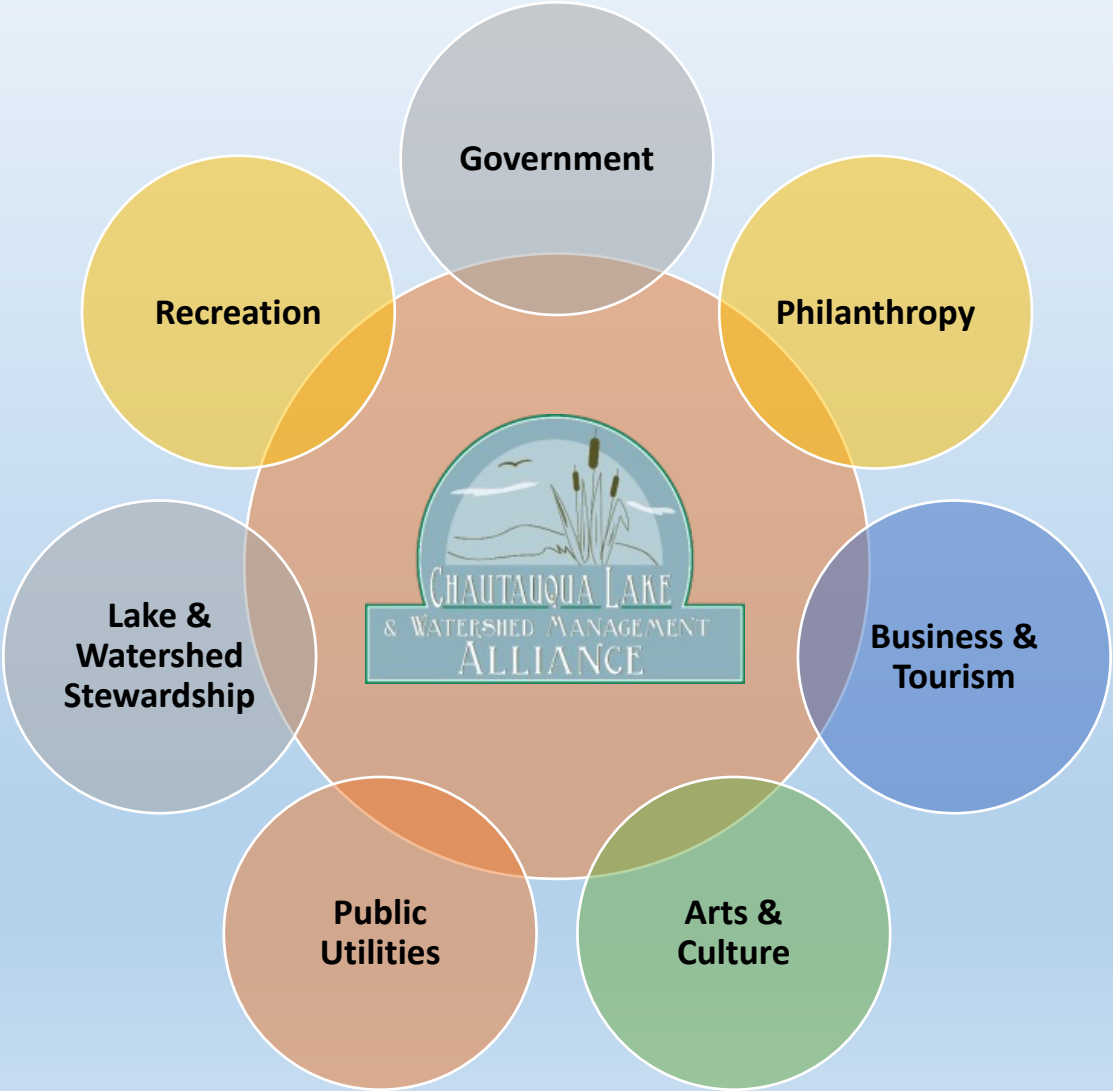 Government
Recreation
Philanthropy
CHAUTAUQUA LAKE
& WATERSHED MANAGEMENT
ALLIANCE
Lake &
Watershed
Stewardship
Business &
Tourism
Public
Utilities
Arts &
Culture